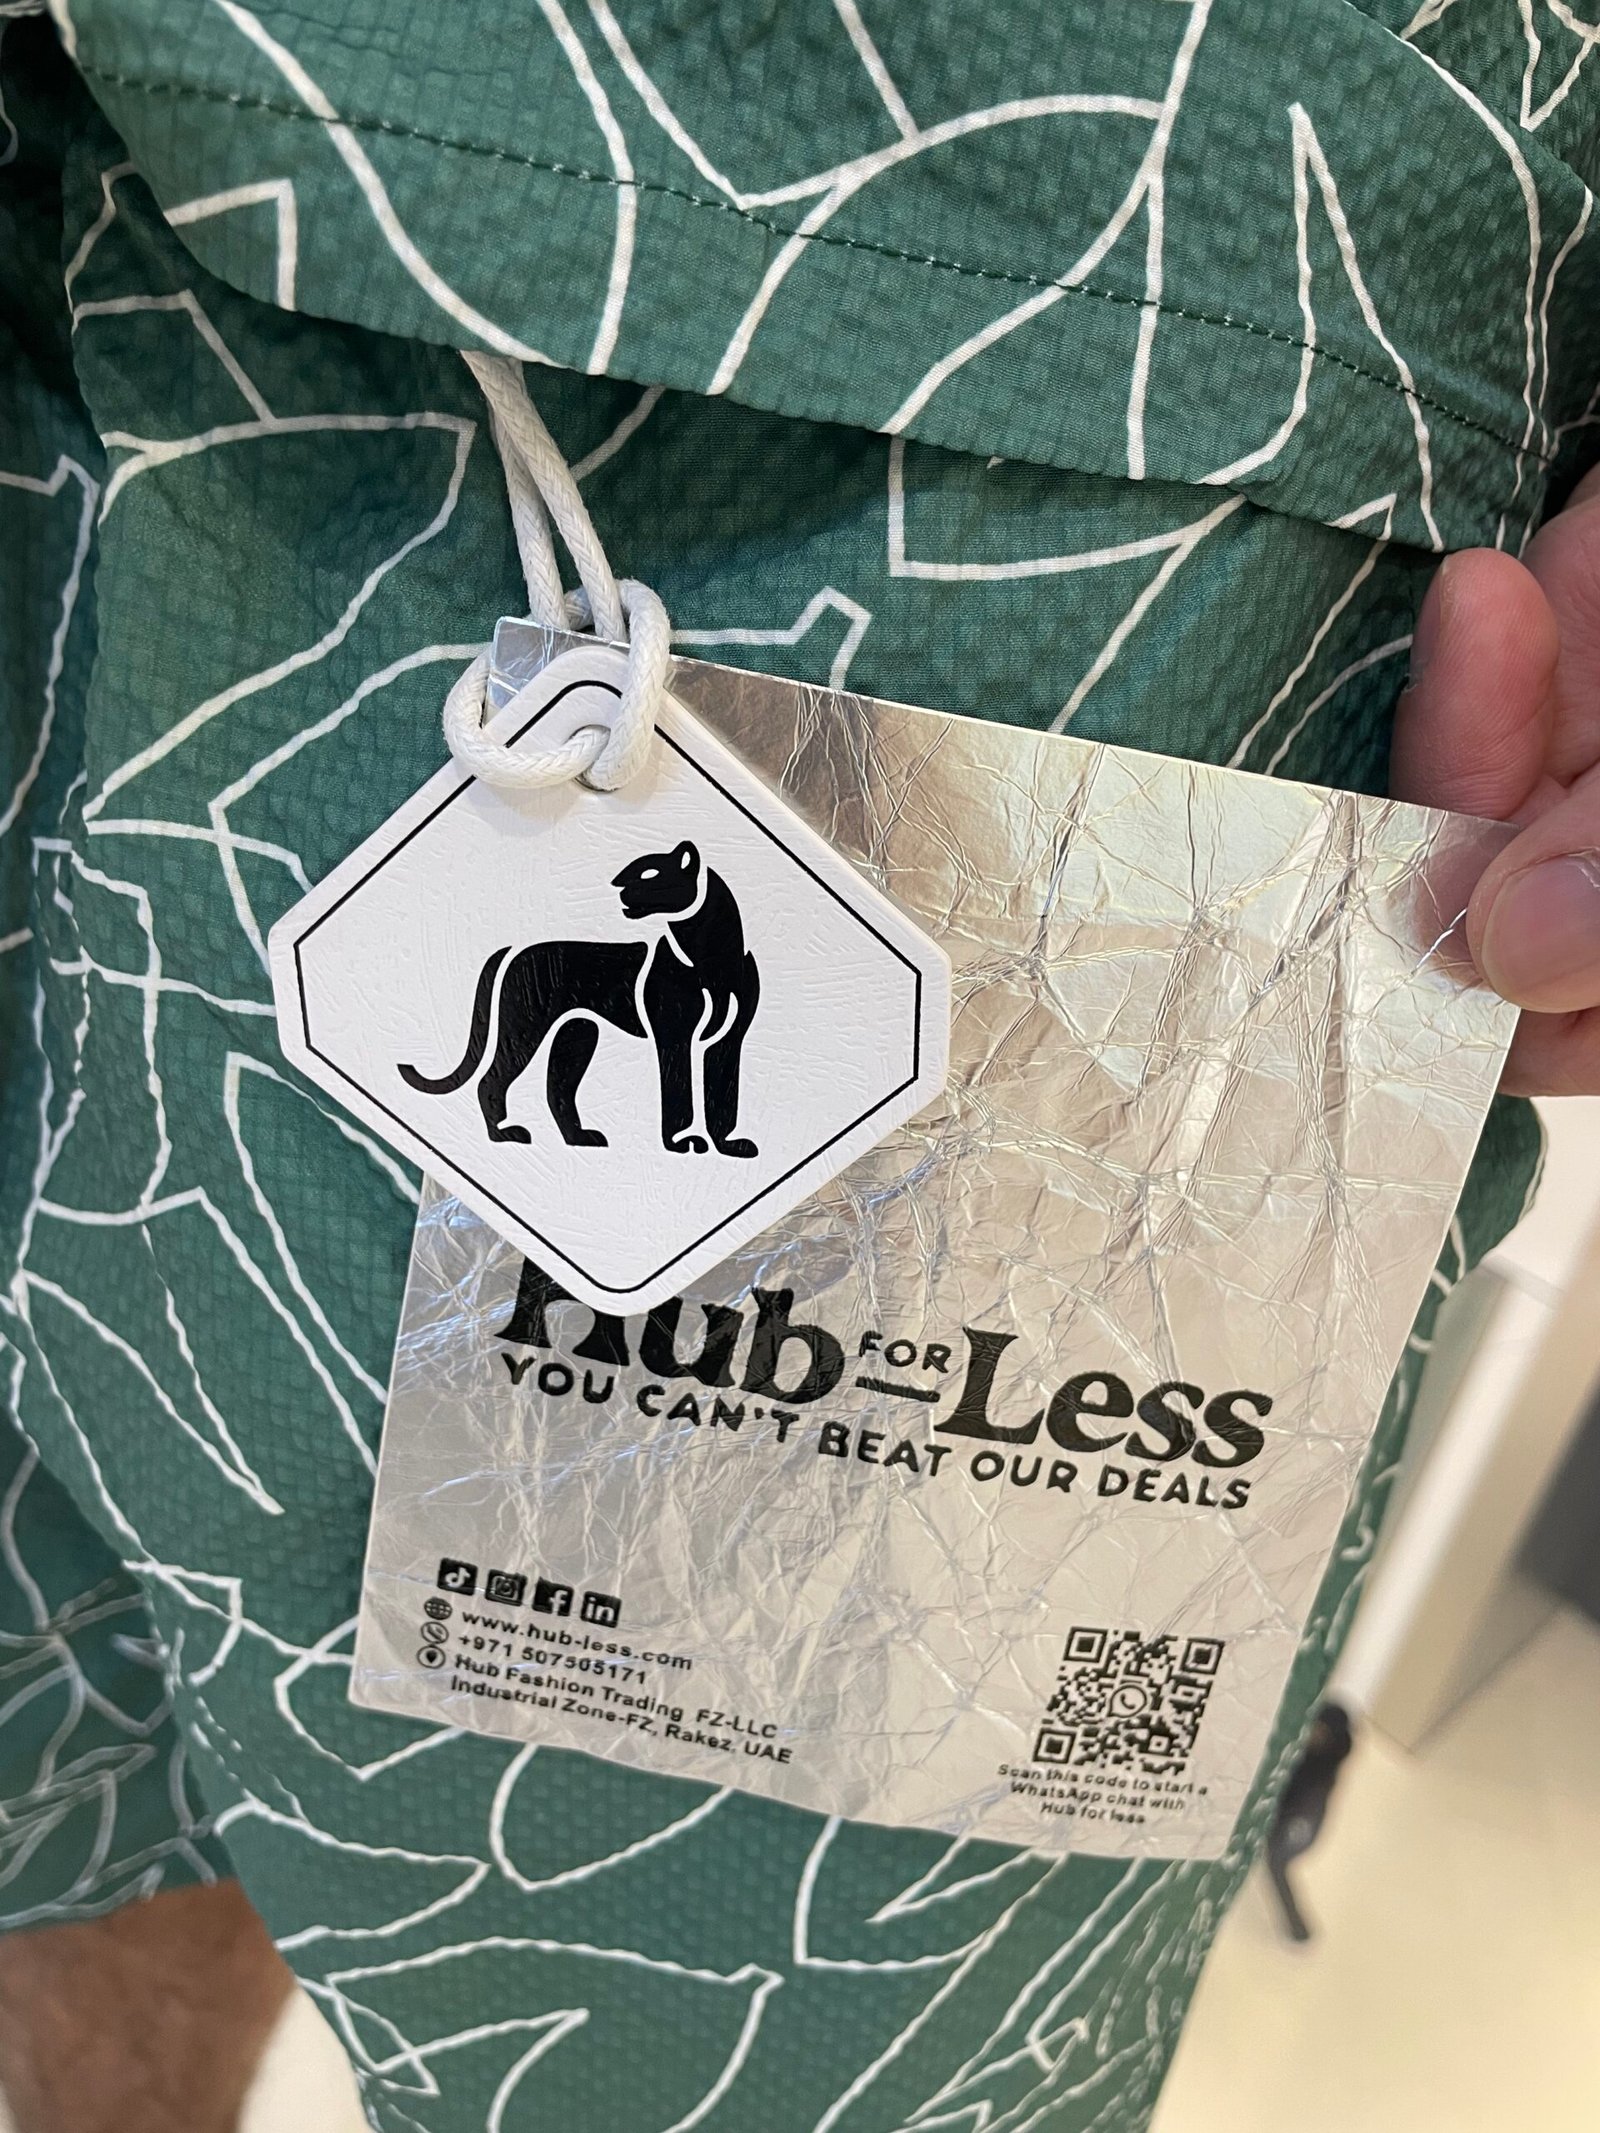 hub FOR Less
YOU CAN'T BEAT OUR DEALS
www.hub-less.com
+971 507505171
Hub Fashion Trading FZ-LLC
Industrial Zone-FZ, Rakez, UAE
Scan this code to start a
WhatsApp chat with
Hub for less